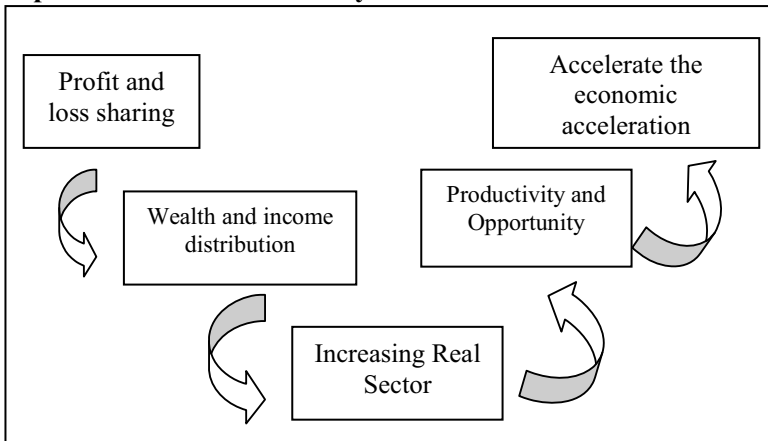 Profit and
loss sharing
Wealth and income
distribution
Increasing Real
Sector
Productivity and
Opportunity
Accelerate the
economic
acceleration